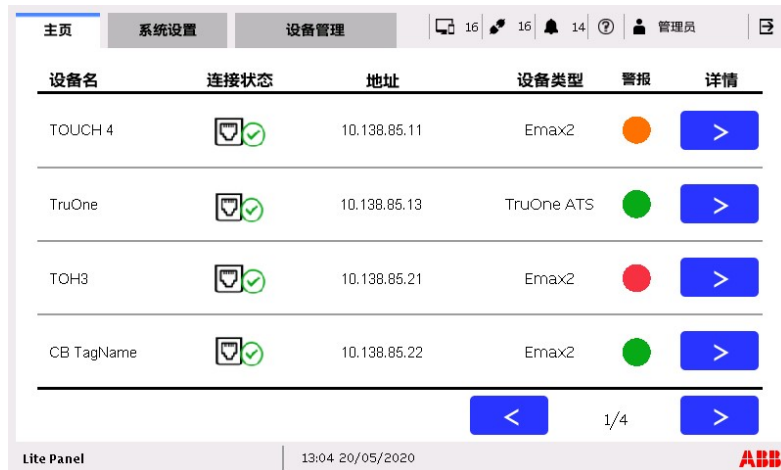 主页 系统设置 设备管理 16 16 14 ? 管理员
设备名 连接状态 地址 设备类型 警报 详情
TOUCH 4 10.138.85.11 Emax2 >
TruOne 10.138.85.13 TruOne ATS >
TOH3 10.138.85.21 Emax2 >
CB TagName 10.138.85.22 Emax2 >
< 1/4 >
Lite Panel 13:04 20/05/2020 ABB